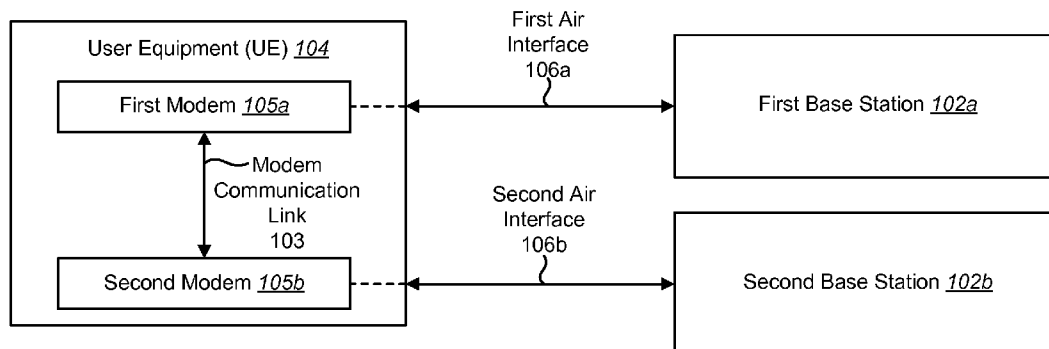 User Equipment (UE) 104
First Modem 105a
Modem
Communication
Link
103
Second Modem 105b
First Air
Interface
106a
Second Air
Interface
106b
First Base Station 102a
Second Base Station 102b